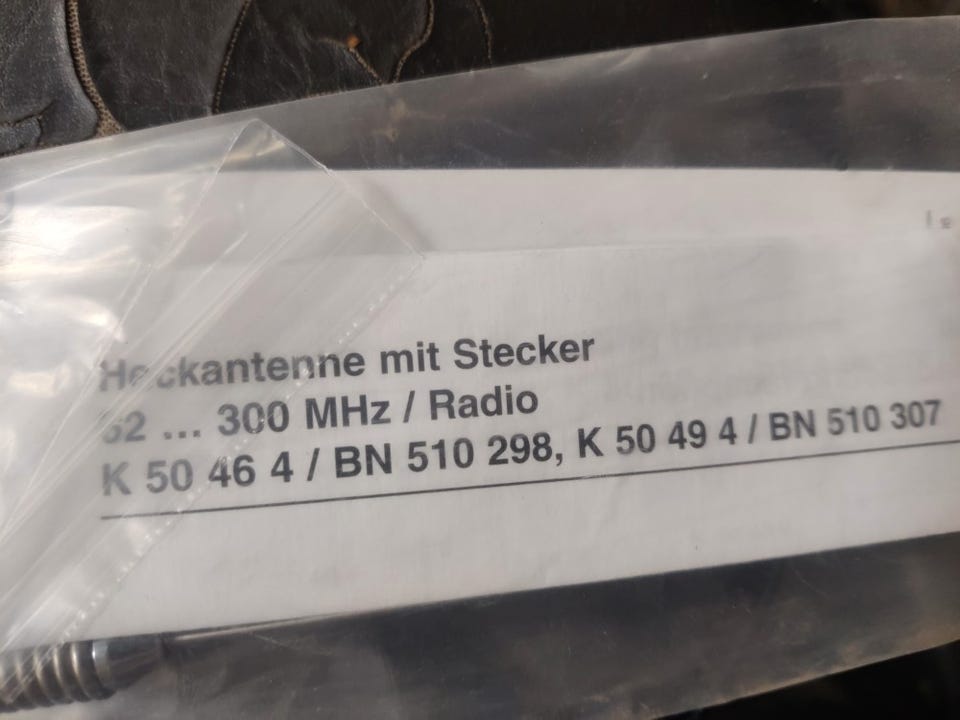 Heckantenne mit Stecker
... 300 MHz / Radio
K 50 46 4 / BN 510 298, K 50 49 4 / BN 510 307